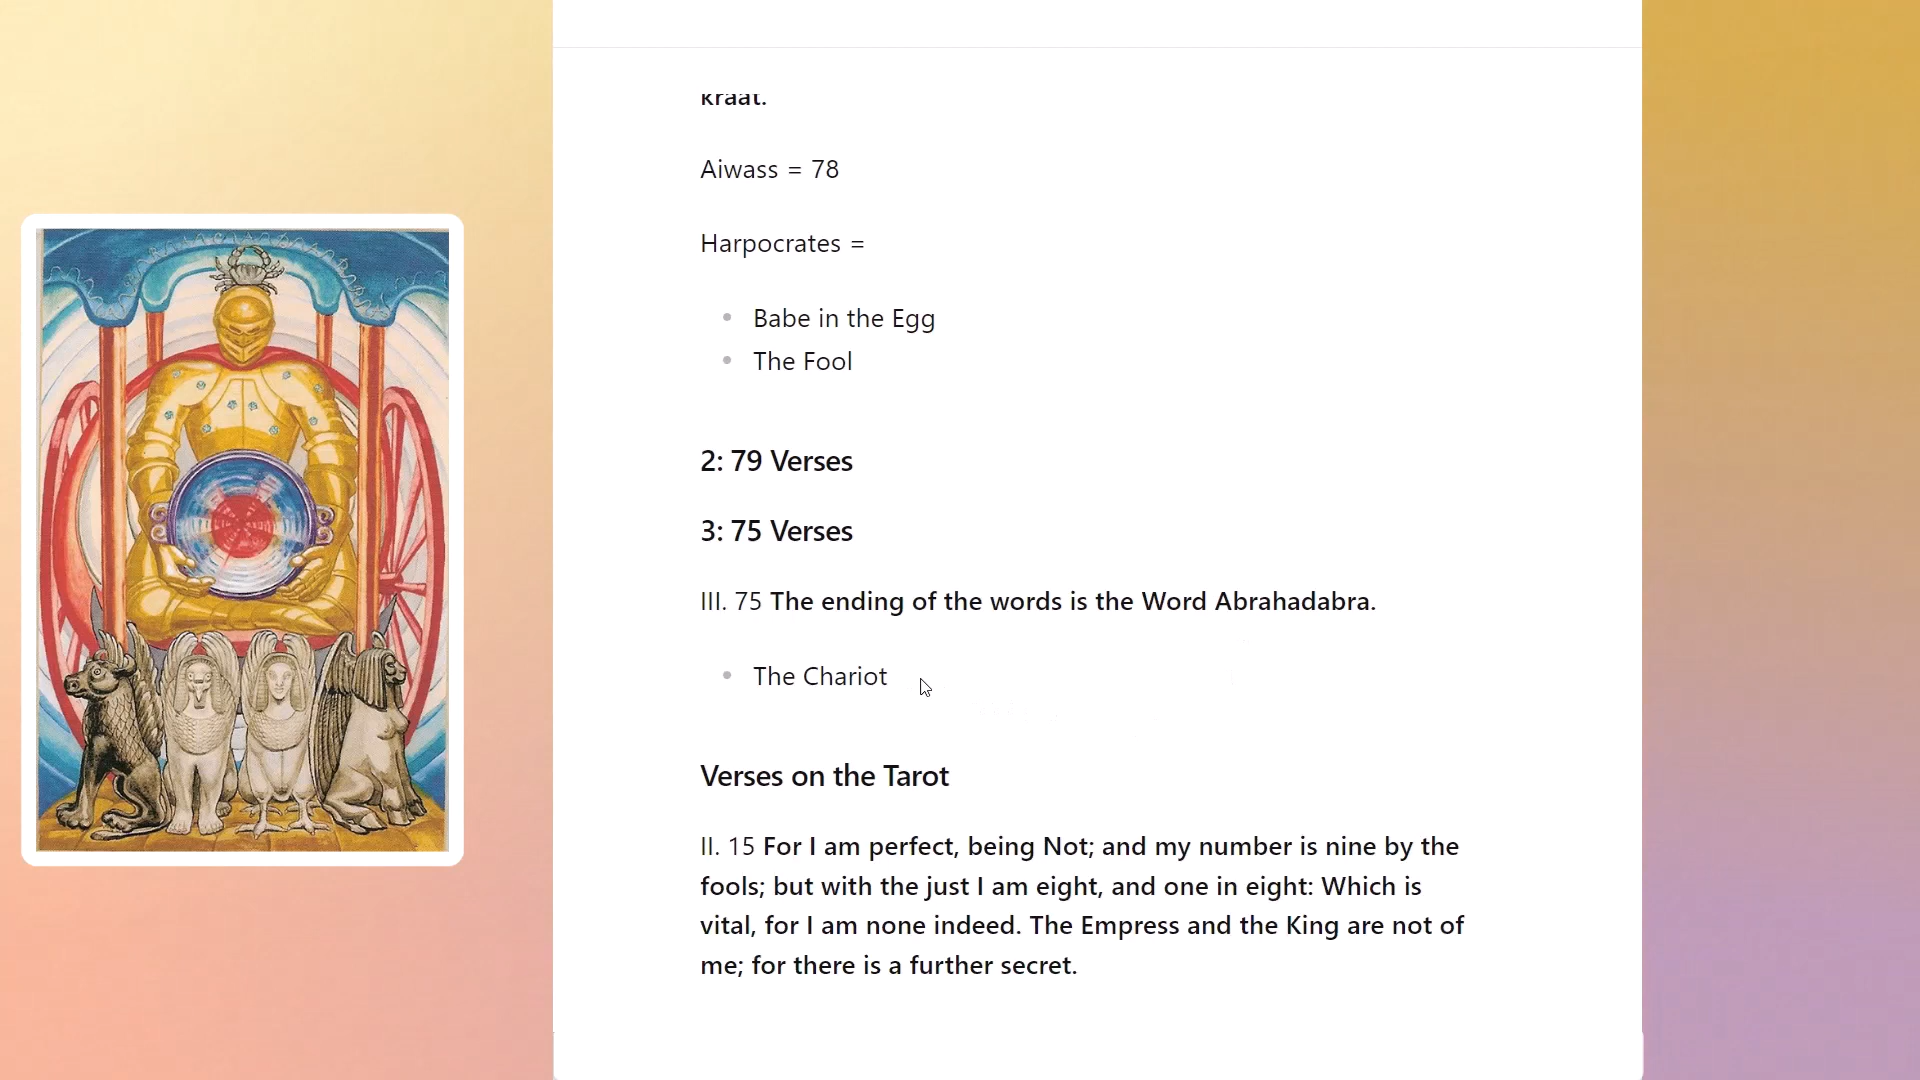 kraat.
Aiwass = 78
Harpocrates =
Babe in the Egg
The Fool
2: 79 Verses
3: 75 Verses
III. 75 The ending of the words is the Word Abrahadabra.
The Chariot
Verses on the Tarot
II. 15 For I am perfect, being Not; and my number is nine by the
fools; but with the just I am eight, and one in eight: Which is
vital, for I am none indeed. The Empress and the King are not of
me; for there is a further secret.